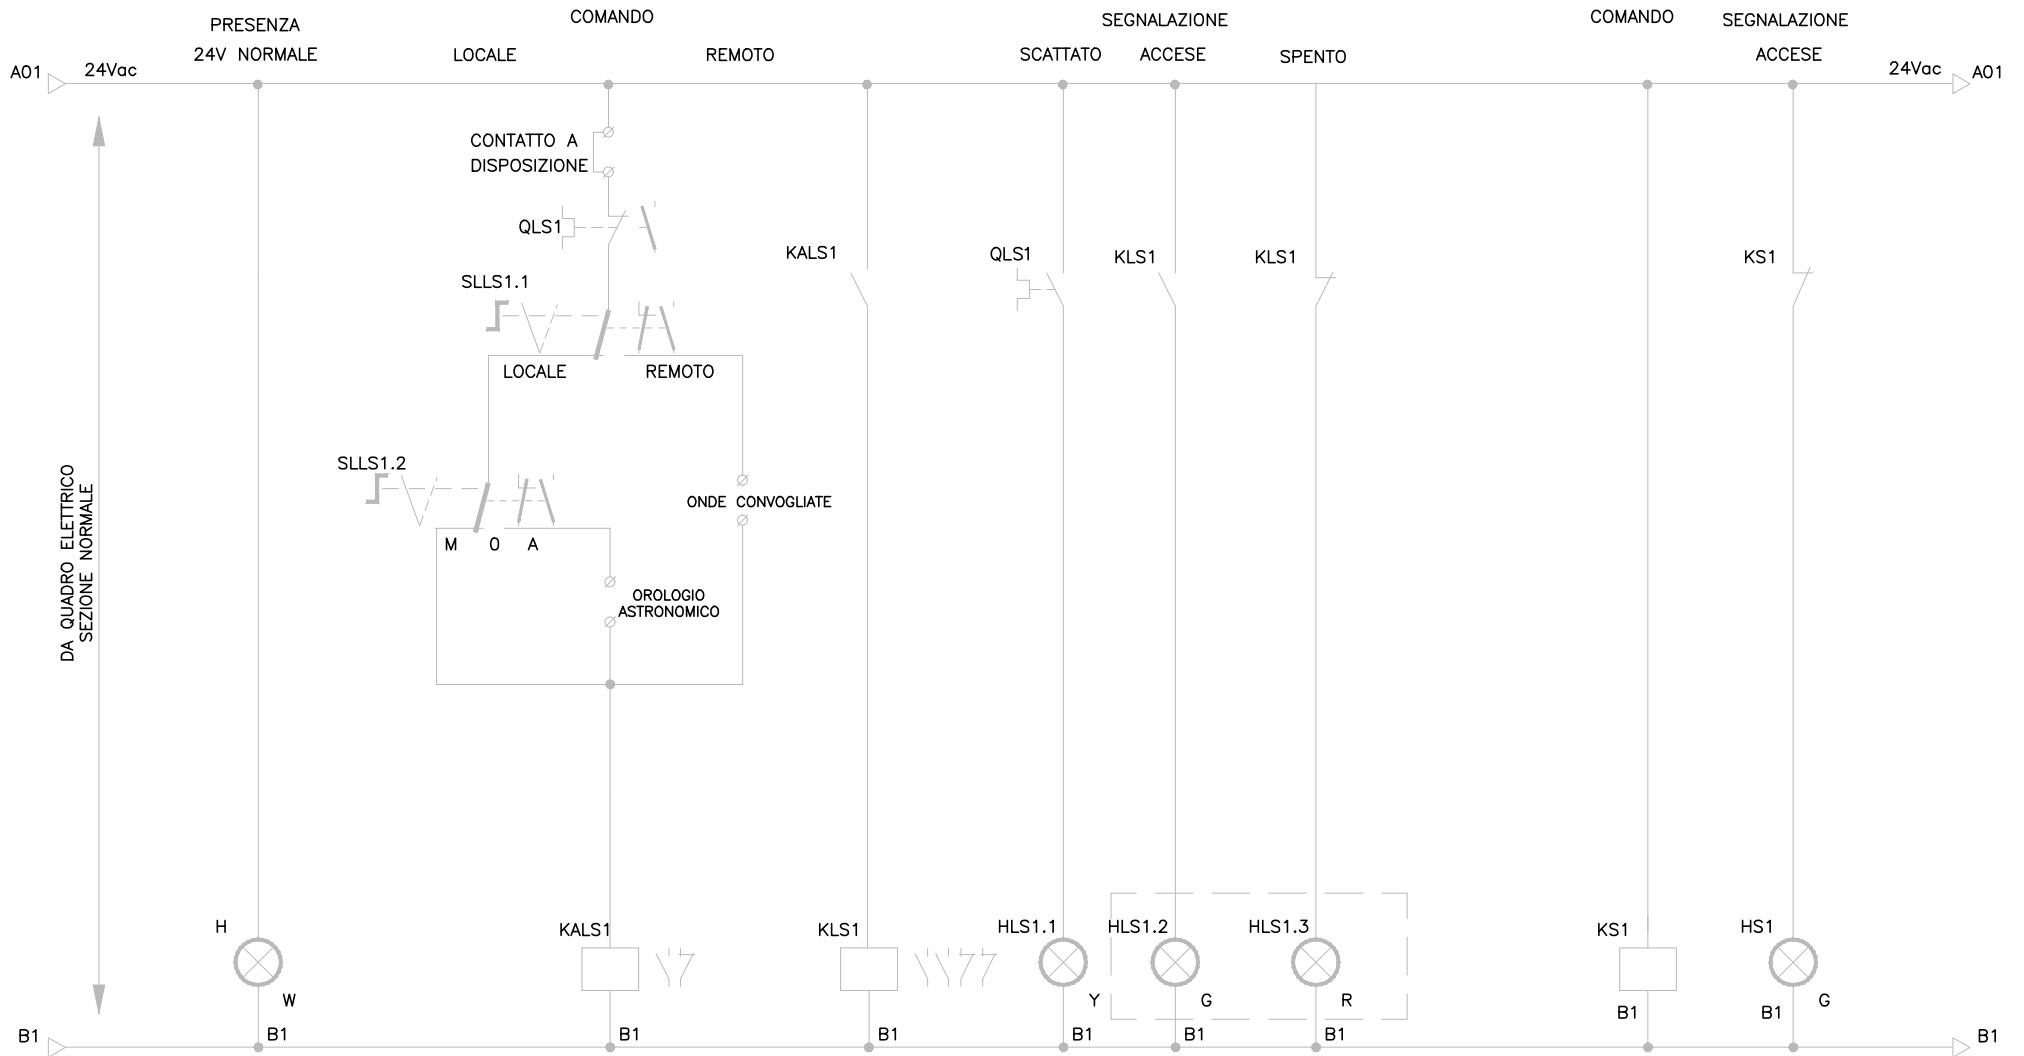 PRESENZA
24V NORMALE
COMANDO
LOCALE
REMOTO
SEGNALAZIONE
SCATTATO
ACCESE
SPENTO
COMANDO
SEGNALAZIONE
ACCESE
A01
24Vac
24Vac
A01
CONTATTO A
DISPOSIZIONE
QLS1
KALS1
QLS1
KLS1
KLS1
KS1
SLLS1.1
LOCALE
REMOTO
SLLS1.2
ONDE CONVOGLIATE
M
O
A
OROLOGIO
ASTRONOMICO
DA QUADRO ELETTRICO
SEZIONE NORMALE
H
KALS1
KLS1
HLS1.1
HLS1.2
HLS1.3
KS1
HS1
W
Y
G
R
B1
B1
G
B1
B1
B1
B1
B1
B1
B1
B1